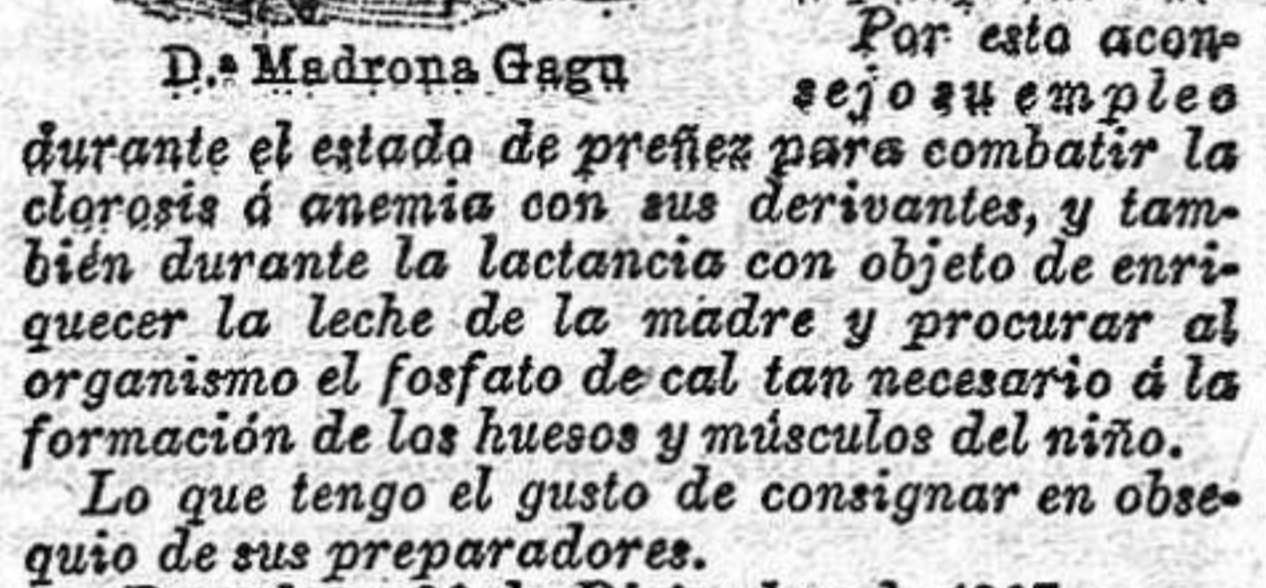 D.ª Madrona Gagu
Por esto acon-
sejo su empleo
durante el estado de preñez para combatir la
clorosis á anemia con sus derivantes, y tam-
bién durante la lactancia con objeto de enri-
quecer la leche de la madre y procurar al
organismo el fosfato de cal tan necesario á la
formación de los huesos y músculos del niño.
Lo que tengo el gusto de consignar en obse-
quio de sus preparadores.